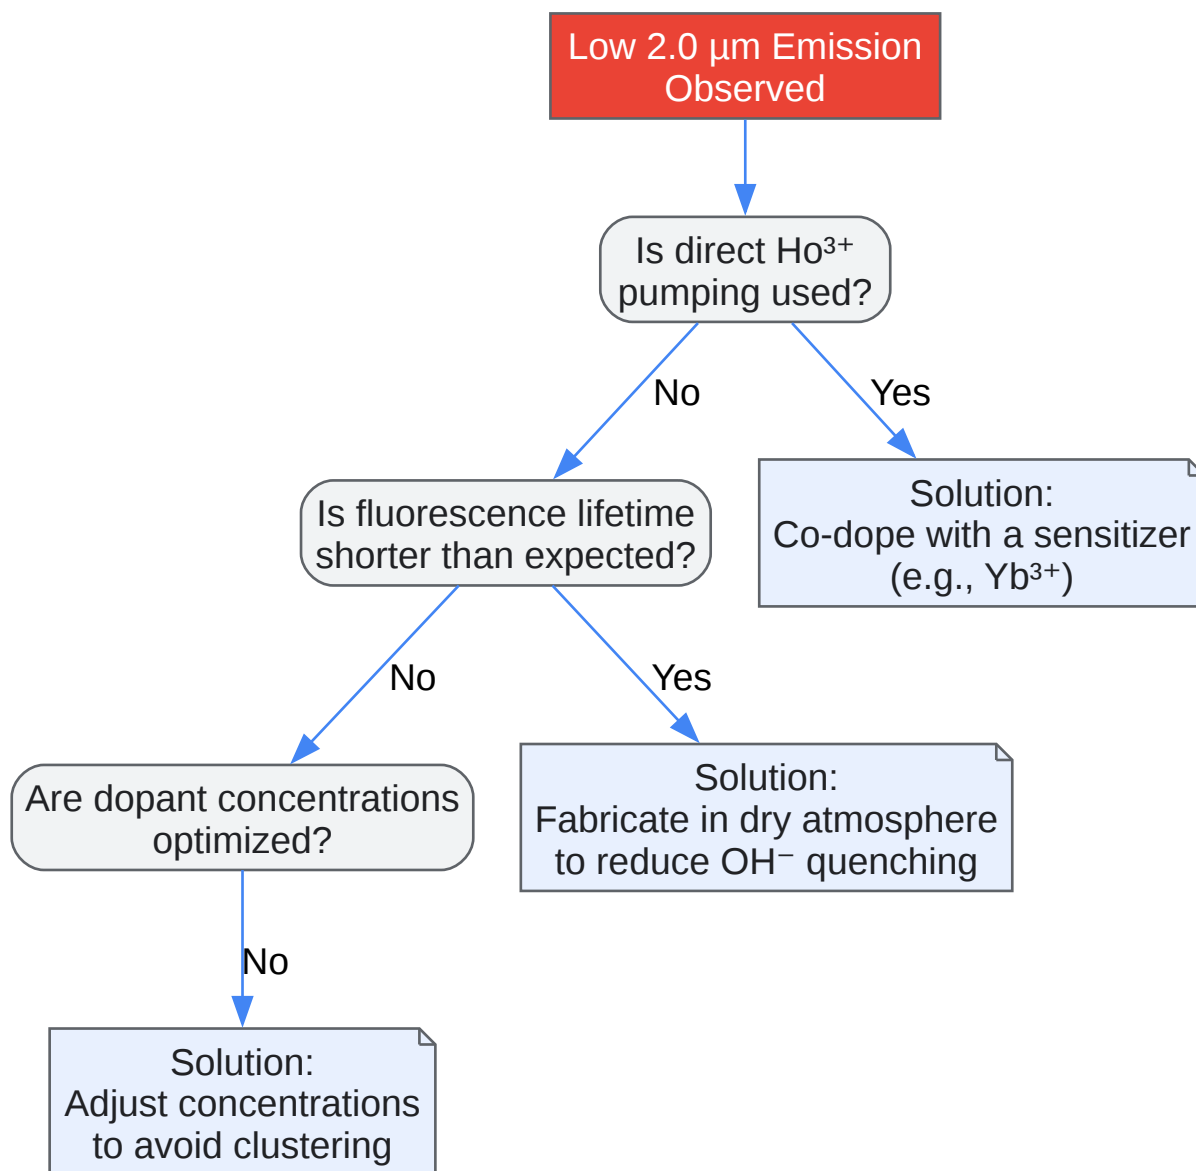 Low 2.0 µm Emission
Observed
Is direct Ho³⁺
pumping used?
No
Yes
Solution:
Co-dope with a sensitizer
(e.g., Yb³⁺)
Is fluorescence lifetime
shorter than expected?
No
Yes
Solution:
Fabricate in dry atmosphere
to reduce OH⁻ quenching
Are dopant concentrations
optimized?
No
Solution:
Adjust concentrations
to avoid clustering